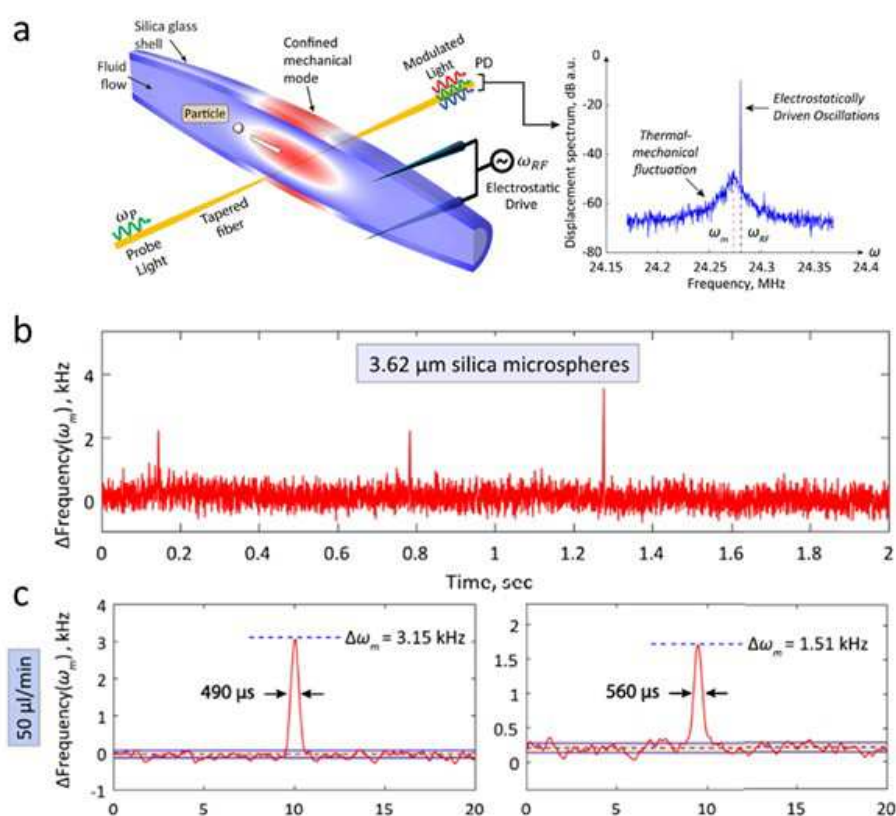 a
Silica glass
shell
Fluid
flow
Particle
Confined
mechanical
mode
Modulated
Light
PD
ωRF
Electrostatic
Drive
ωP
Probe
Light
Tapered
fiber
Displacement spectrum, dB a.u.
0
-20
-40
-60
-80
Electrostatically
Driven Oscillations
Thermal-
mechanical
fluctuation
ωm ωRF
ω
24.15 24.2 24.25 24.3 24.35 24.4
Frequency, MHz
b
3.62 μm silica microspheres
ΔFrequency(ωm), kHz
4
2
0
0 0.2 0.4 0.6 0.8 1 1.2 1.4 1.6 1.8 2
Time, sec
c
50 μl/min
ΔFrequency(ωm), kHz
4
3
2
1
0
-1
Δωm = 3.15 kHz
490 μs
0 5 10 15 20
2
1.5
1
0.5
0
Δωm = 1.51 kHz
560 μs
0 5 10 15 20